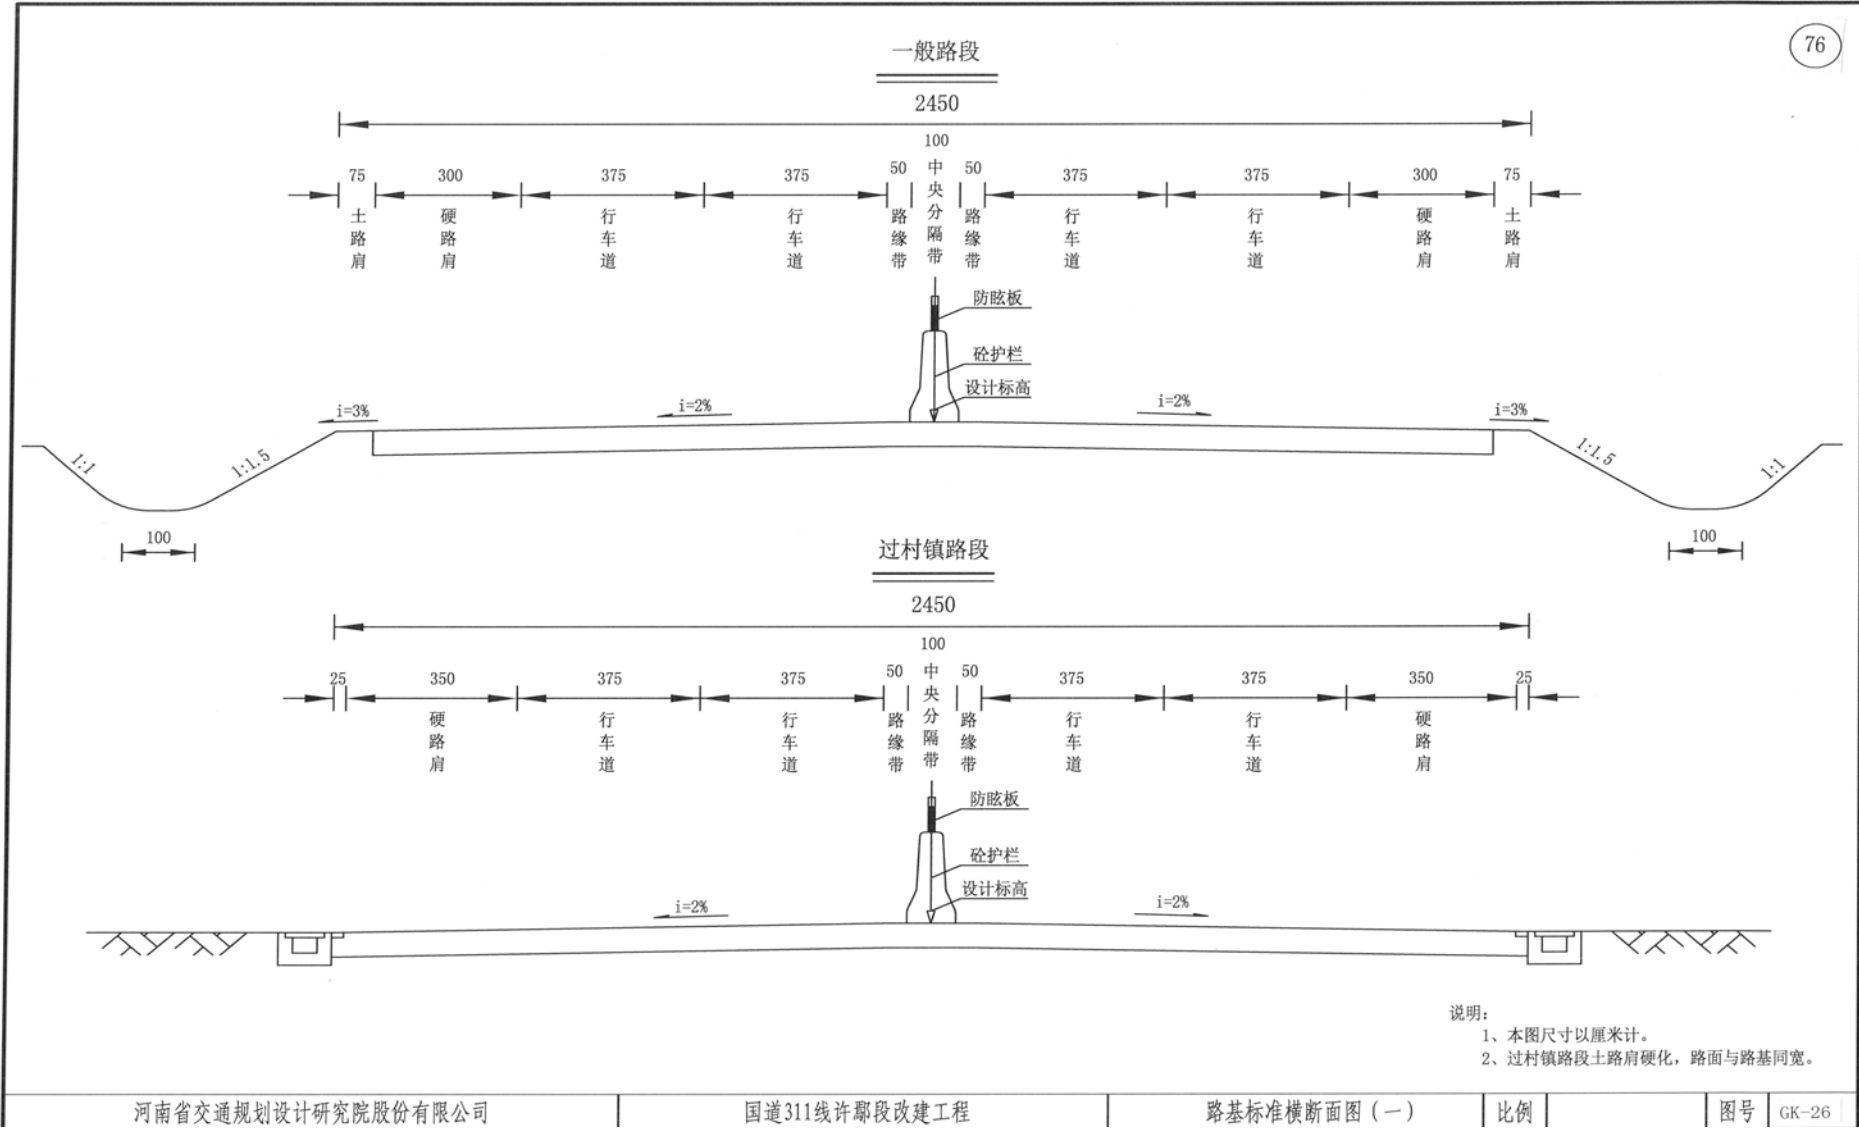 76
一般路段
2450
100
75 300 375 375 50 中央分隔带 50 375 375 300 75
土路肩 硬路肩 行车道 行车道 路缘带 路缘带 行车道 行车道 硬路肩 土路肩
防眩板
砼护栏
设计标高
i=3% i=2% i=2% i=3%
1:1 1:1.5 1:1.5 1:1
100 100
过村镇路段
2450
100
25 350 375 375 50 中央分隔带 50 375 375 350 25
硬路肩 行车道 行车道 路缘带 路缘带 行车道 行车道 硬路肩
防眩板
砼护栏
设计标高
i=2% i=2%
说明:
1、本图尺寸以厘米计。
2、过村镇路段土路肩硬化，路面与路基同宽。
河南省交通规划设计研究院股份有限公司 国道311线许鄢段改建工程 路基标准横断面图（一） 比例 图号 GK-26